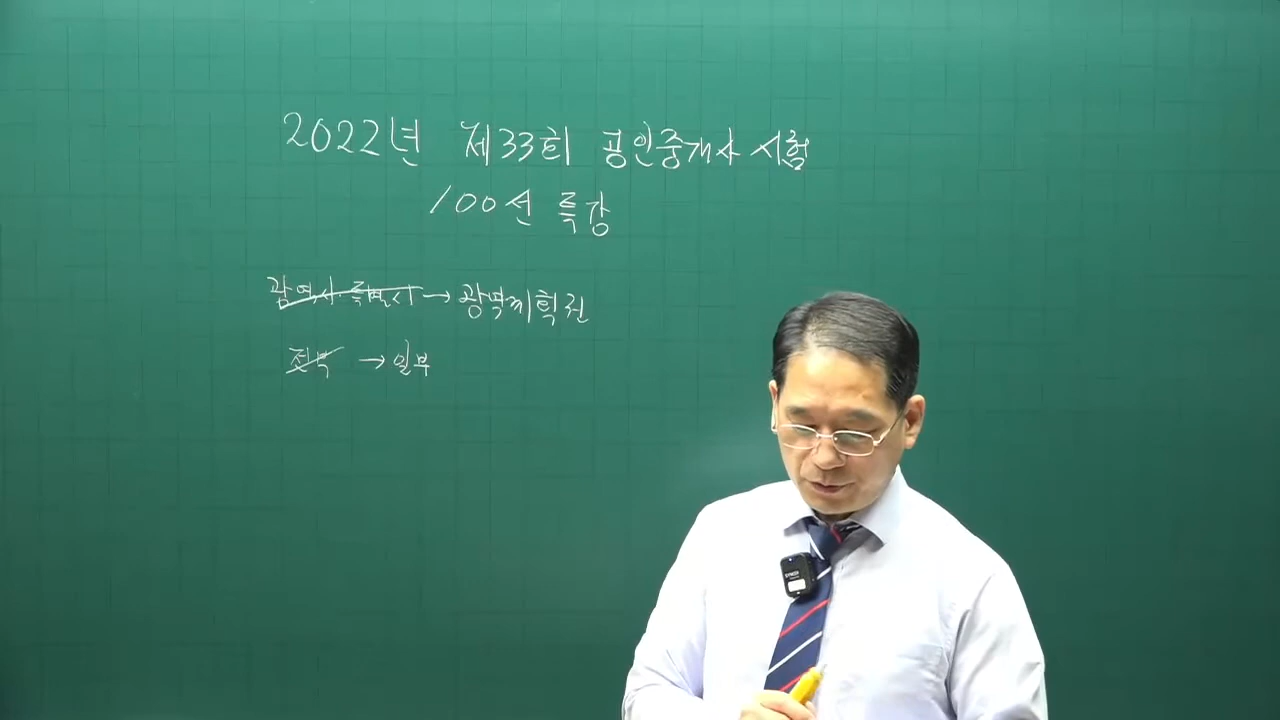 2022년 제33회 공인중개사 시험
100선 특강
광역시·특별시 → 광역계획권
전부 → 일부